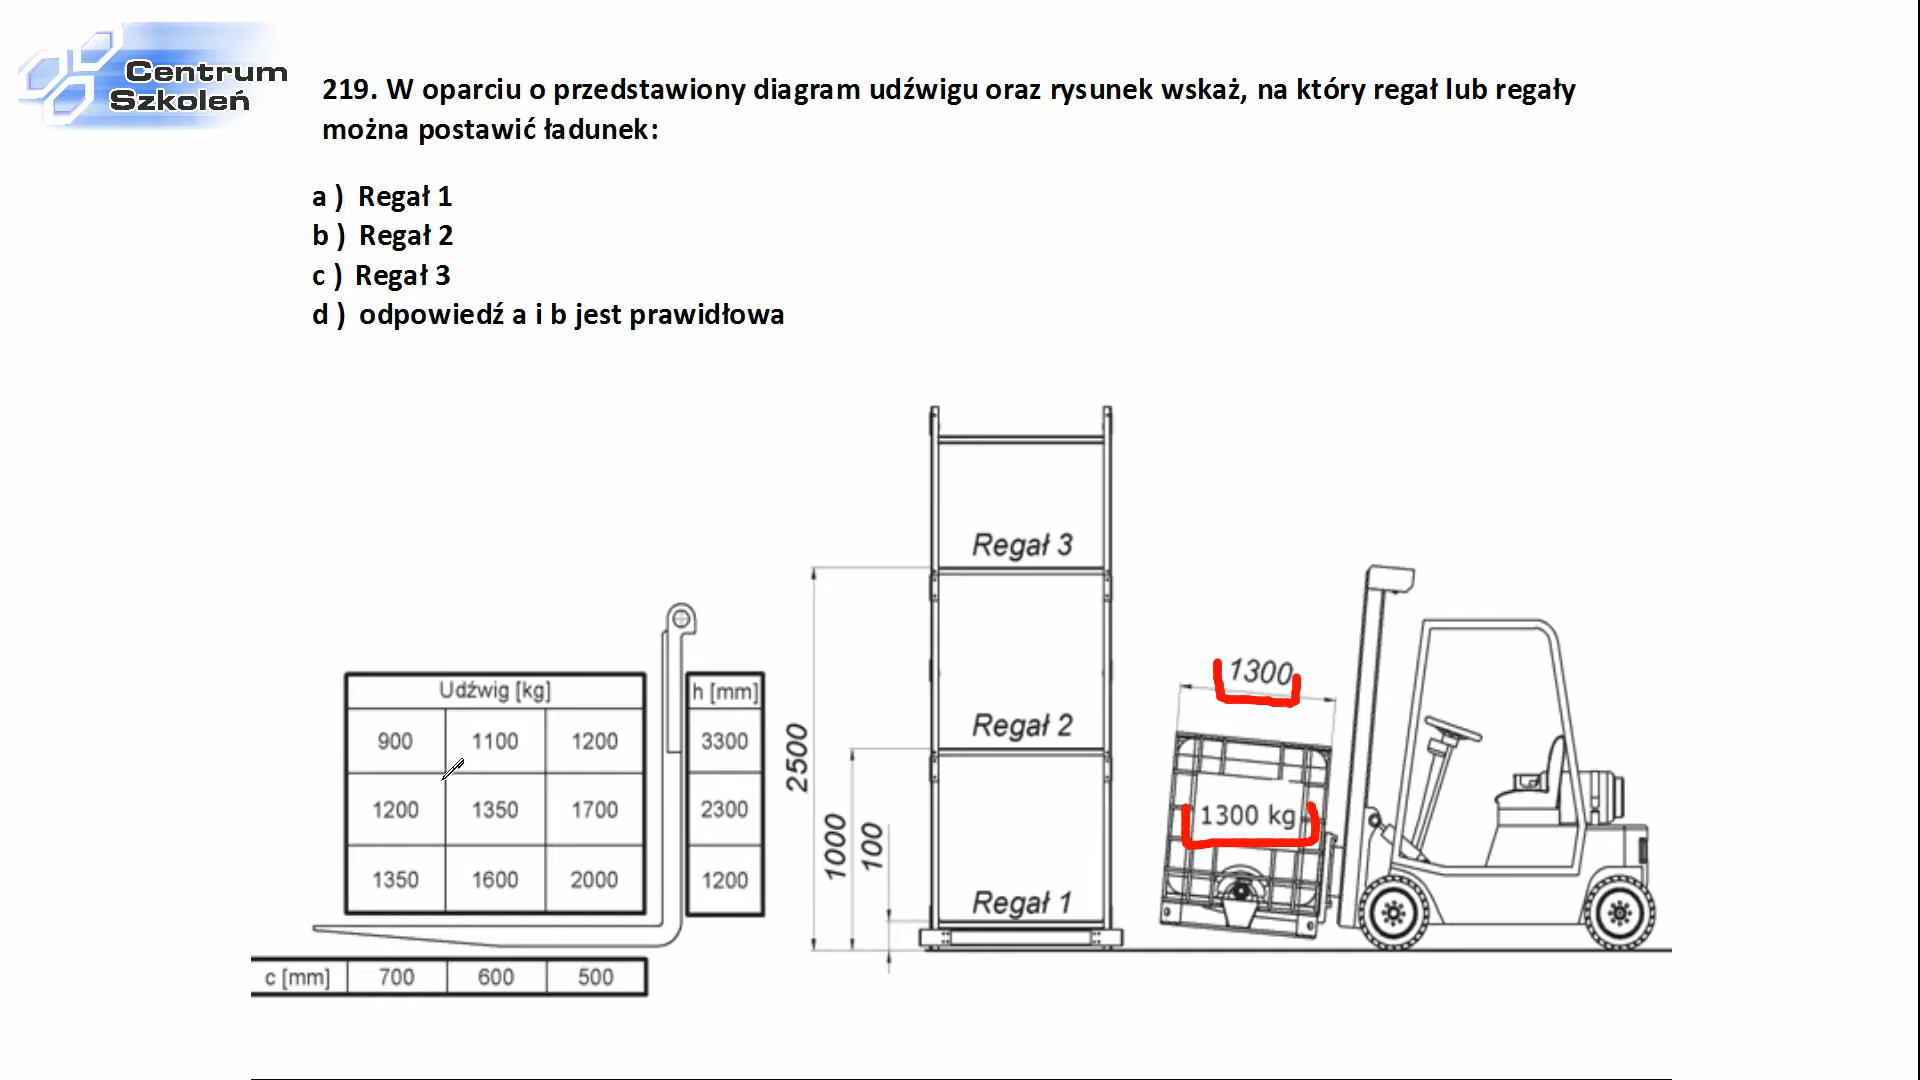 Centrum
Szkoleń
219. W oparciu o przedstawiony diagram udźwigu oraz rysunek wskaż, na który regał lub regały
można postawić ładunek:
a ) Regał 1
b ) Regał 2
c ) Regał 3
d ) odpowiedź a i b jest prawidłowa
Udźwig [kg] h [mm]
900 1100 1200 3300
1200 1350 1700 2300
1350 1600 2000 1200
c [mm] 700 600 500
2500
1000
100
Regał 3
Regał 2
Regał 1
1300
1300 kg